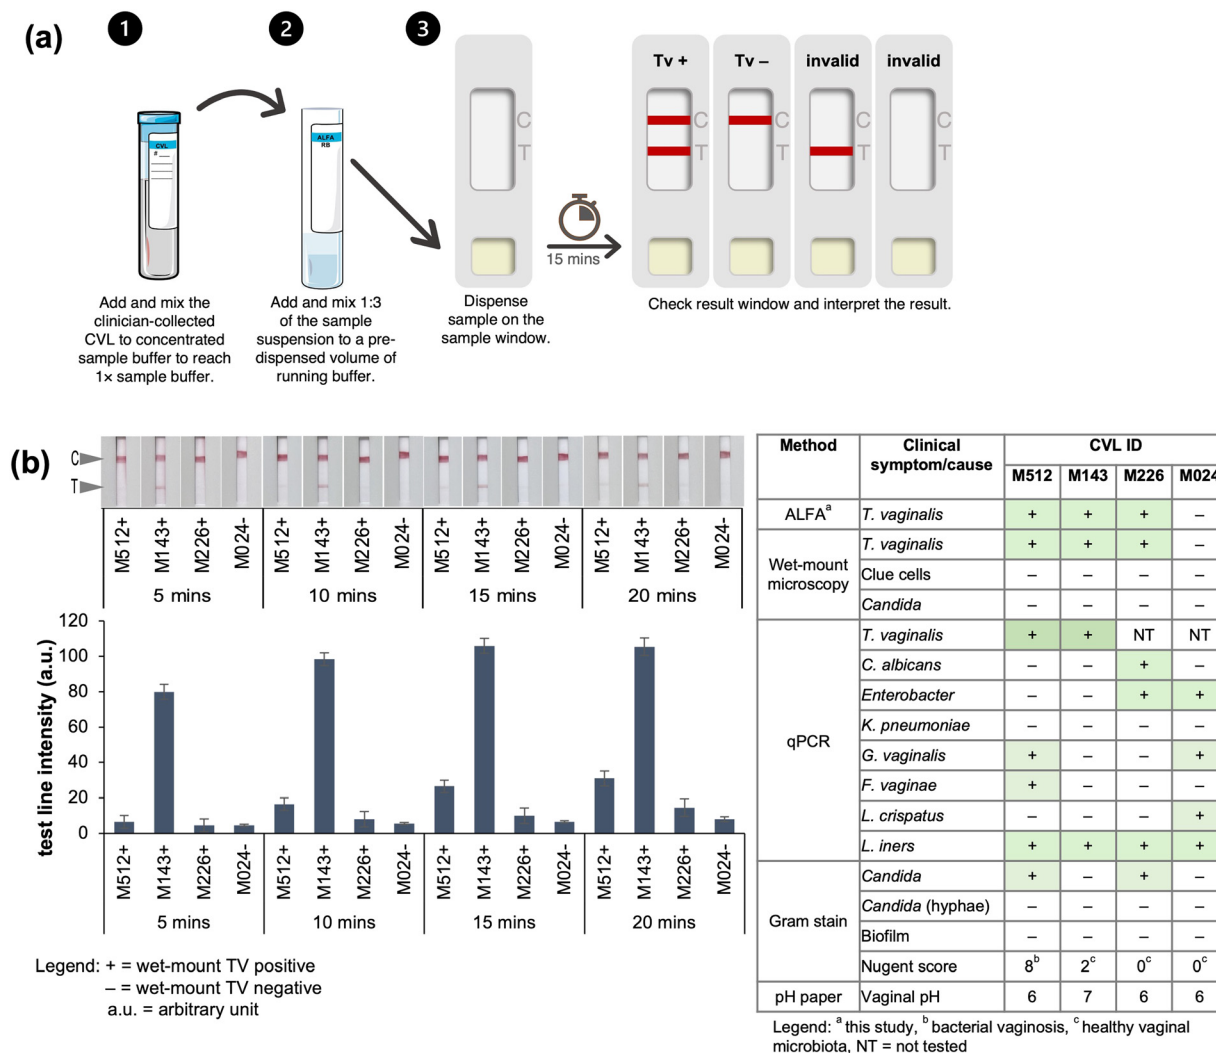 (a)
1
2
3
CVL
#
ALFA
RB
C
T
15 mins
Tv +
Tv –
invalid
invalid
C
T
C
T
C
T
C
T
Add and mix the
clinician-collected
CVL to concentrated
sample buffer to reach
1× sample buffer.
Add and mix 1:3
of the sample
suspension to a pre-
dispensed volume of
running buffer.
Dispense
sample on the
sample window.
Check result window and interpret the result.
(b)
C
T
M512+ M143+ M226+ M024- M512+ M143+ M226+ M024- M512+ M143+ M226+ M024- M512+ M143+ M226+ M024-
5 mins 10 mins 15 mins 20 mins
test line intensity (a.u.)
120
100
80
60
40
20
0
M512+ M143+ M226+ M024- M512+ M143+ M226+ M024- M512+ M143+ M226+ M024- M512+ M143+ M226+ M024-
5 mins 10 mins 15 mins 20 mins
Legend: + = wet-mount TV positive
– = wet-mount TV negative
a.u. = arbitrary unit
Method Clinical symptom/cause CVL ID
M512 M143 M226 M024
ALFAᵃ T. vaginalis + + + –
Wet-mount microscopy T. vaginalis + + + –
Clue cells – – – –
Candida – – – –
qPCR T. vaginalis + + NT NT
C. albicans – – + –
Enterobacter – – + +
K. pneumoniae – – – –
G. vaginalis + – – +
F. vaginae + – – –
L. crispatus – – – +
L. iners + + + +
Gram stain Candida + – + –
Candida (hyphae) – – – –
Biofilm – – – –
Nugent score 8ᵇ 2ᶜ 0ᶜ 0ᶜ
pH paper Vaginal pH 6 7 6 6
Legend: ᵃ this study, ᵇ bacterial vaginosis, ᶜ healthy vaginal
microbiota, NT = not tested